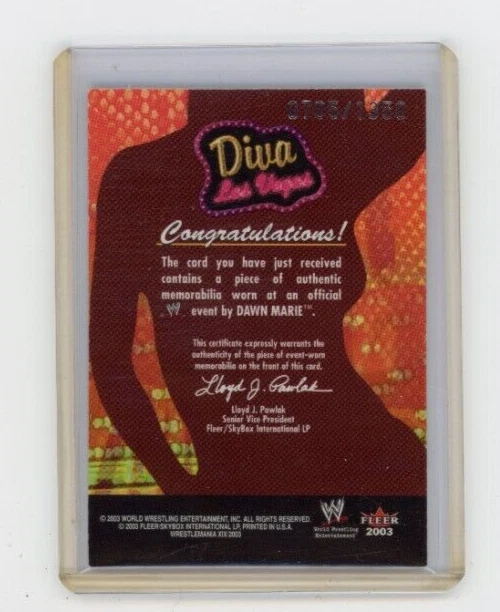 Diva
Las Vegas
Congratulations!
The card you have just received
contains a piece of authentic
memorabilia worn at an official
W event by DAWN MARIE™.
This certificate expressly warrants the
authenticity of the piece of event-worn
memorabilia on the front of this card.
Lloyd J. Pawlak
Lloyd J. Pawlak
Senior Vice President
Fleer/SkyBox International LP
© 2003 WORLD WRESTLING ENTERTAINMENT, INC. ALL RIGHTS RESERVED.
© 2003 FLEER/SKYBOX INTERNATIONAL LP, PRINTED IN U.S.A.
WRESTLEMANIA XIX 2003
W
World Wrestling
Entertainment
FLEER
2003